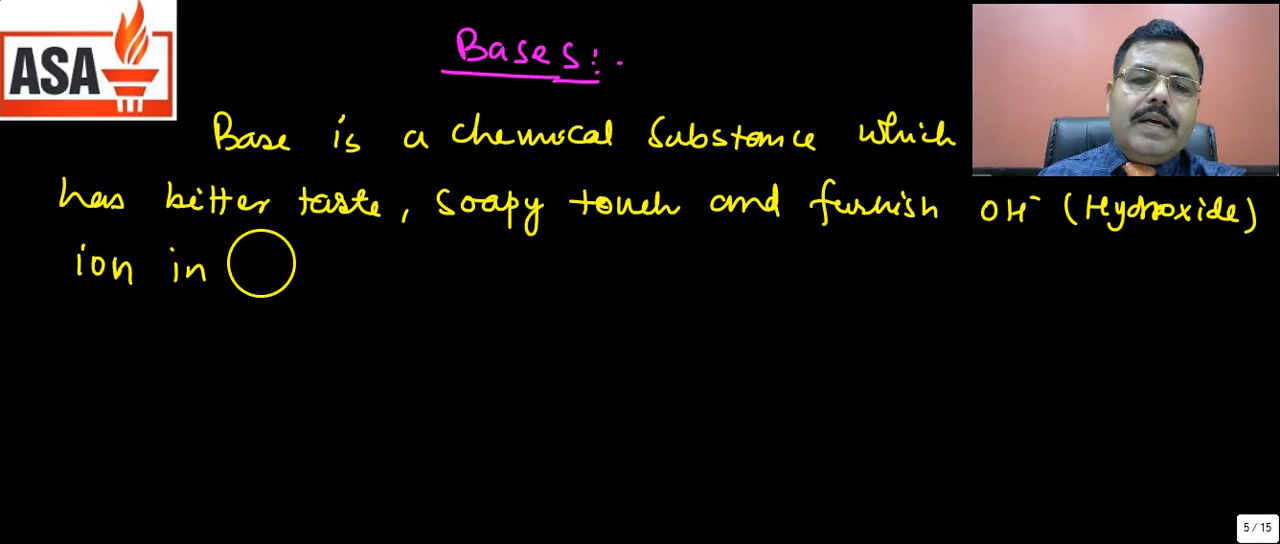 ASA
Bases:.
Base is a chemical substance which
has bitter taste, soapy touch and furnish OH⁻ (Hydroxide)
ion in
5 / 15